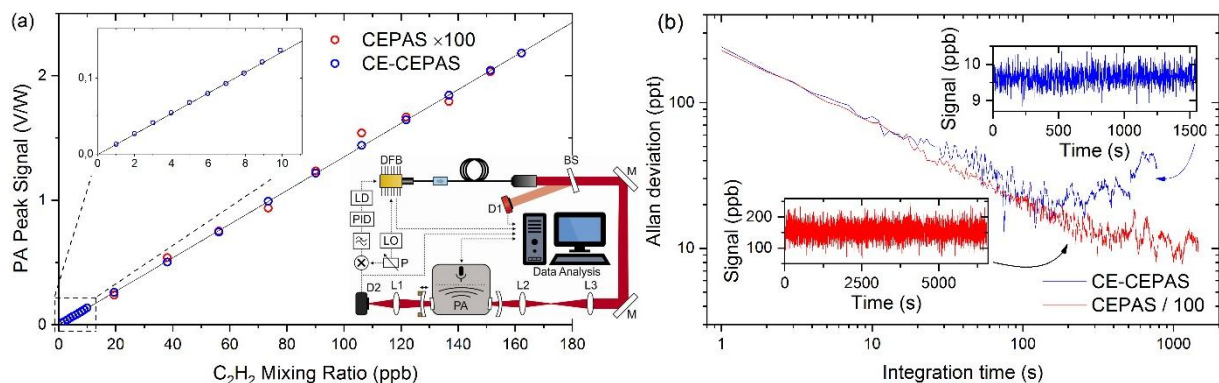 (a)
PA Peak Signal (V/W)
2
1
0
0,1
0,0
0 2 4 6 8 10
CEPAS ×100
CE-CEPAS
DFB
BS
M
LD
D1
PID
LO
P
Data Analysis
D2
L1
PA
L2
L3
M
0 20 40 60 80 100 120 140 160 180
C2H2 Mixing Ratio (ppb)
(b)
Allan deviation (ppt)
100
10
Signal (ppb)
10
9
0 500 1000 1500
Time (s)
Signal (ppb)
200
150
100
0 2500 5000
Time (s)
CE-CEPAS
CEPAS / 100
1 10 100 1000
Integration time (s)